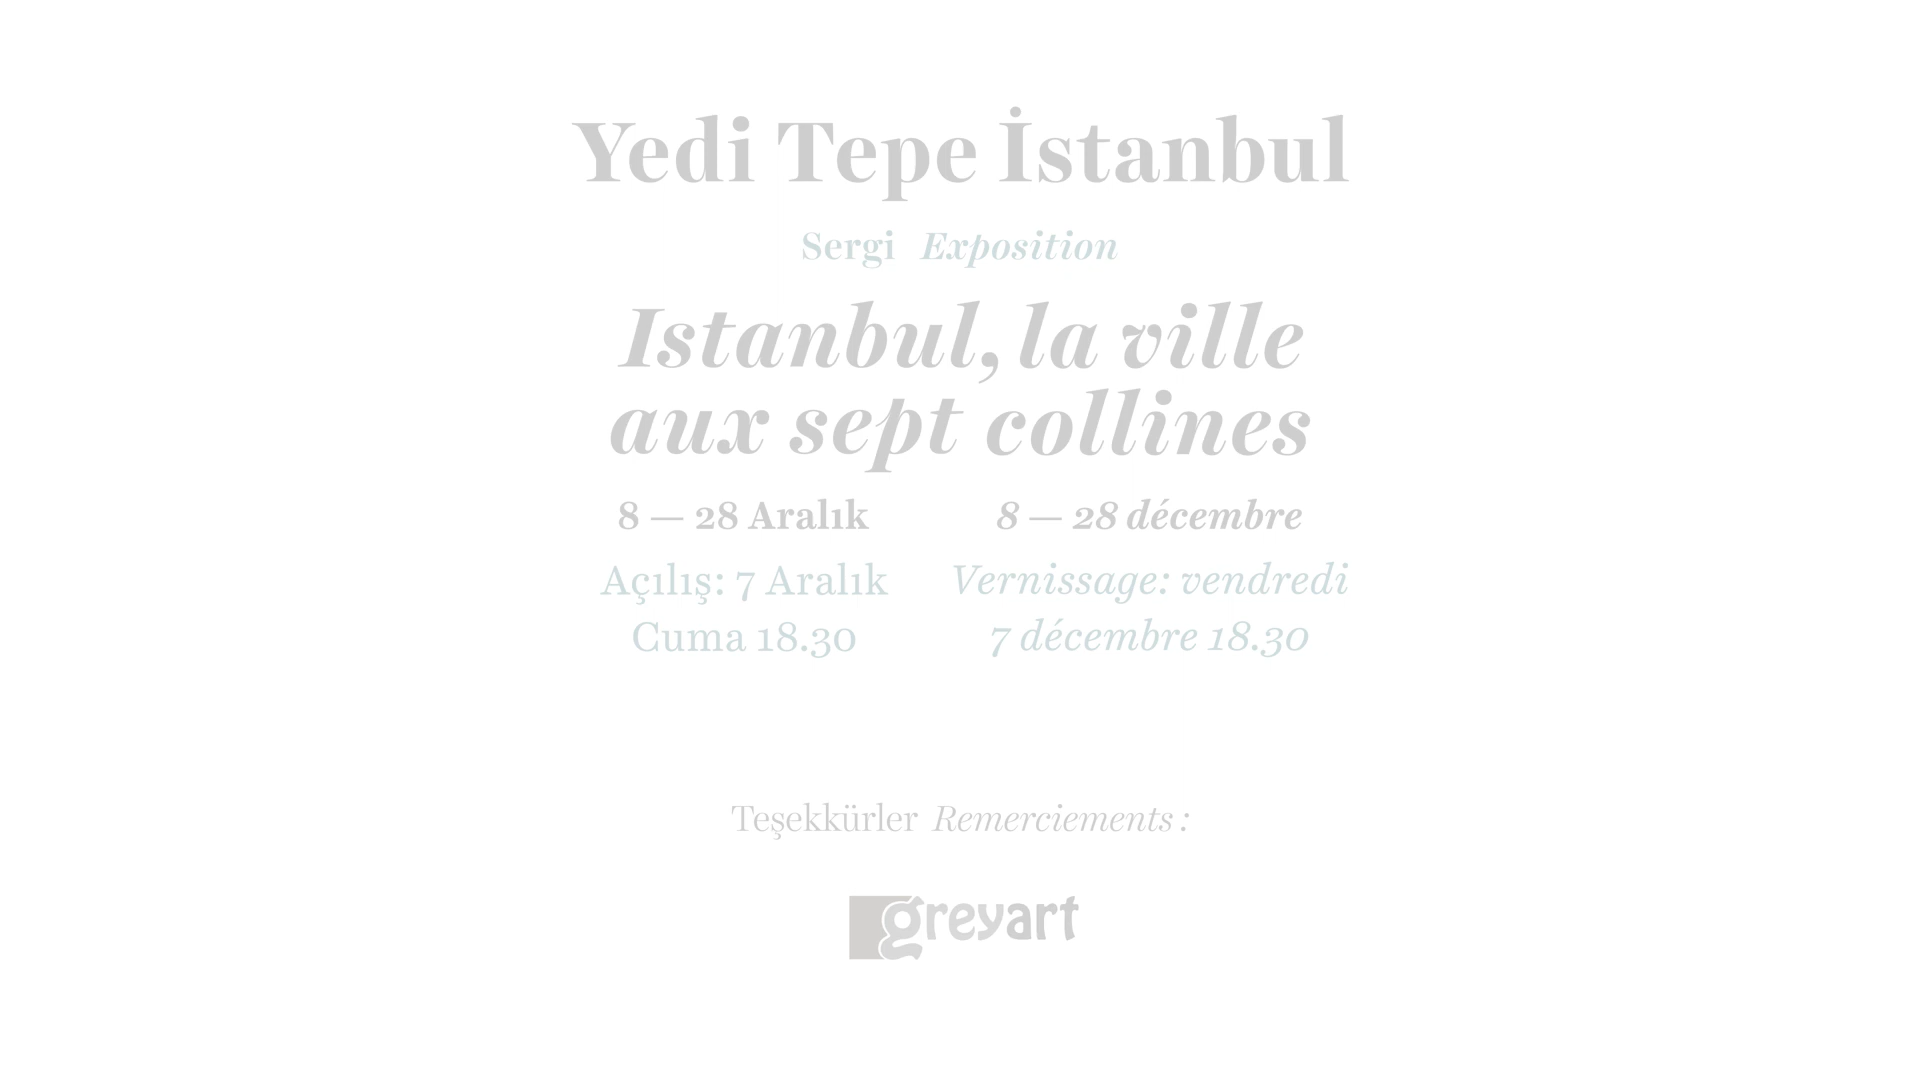 Yedi Tepe İstanbul
Sergi Exposition
Istanbul, la ville
aux sept collines
8 — 28 Aralık
Açılış: 7 Aralık
Cuma 18.30
8 — 28 décembre
Vernissage: vendredi
7 décembre 18.30
Teşekkürler Remerciements :
greyart